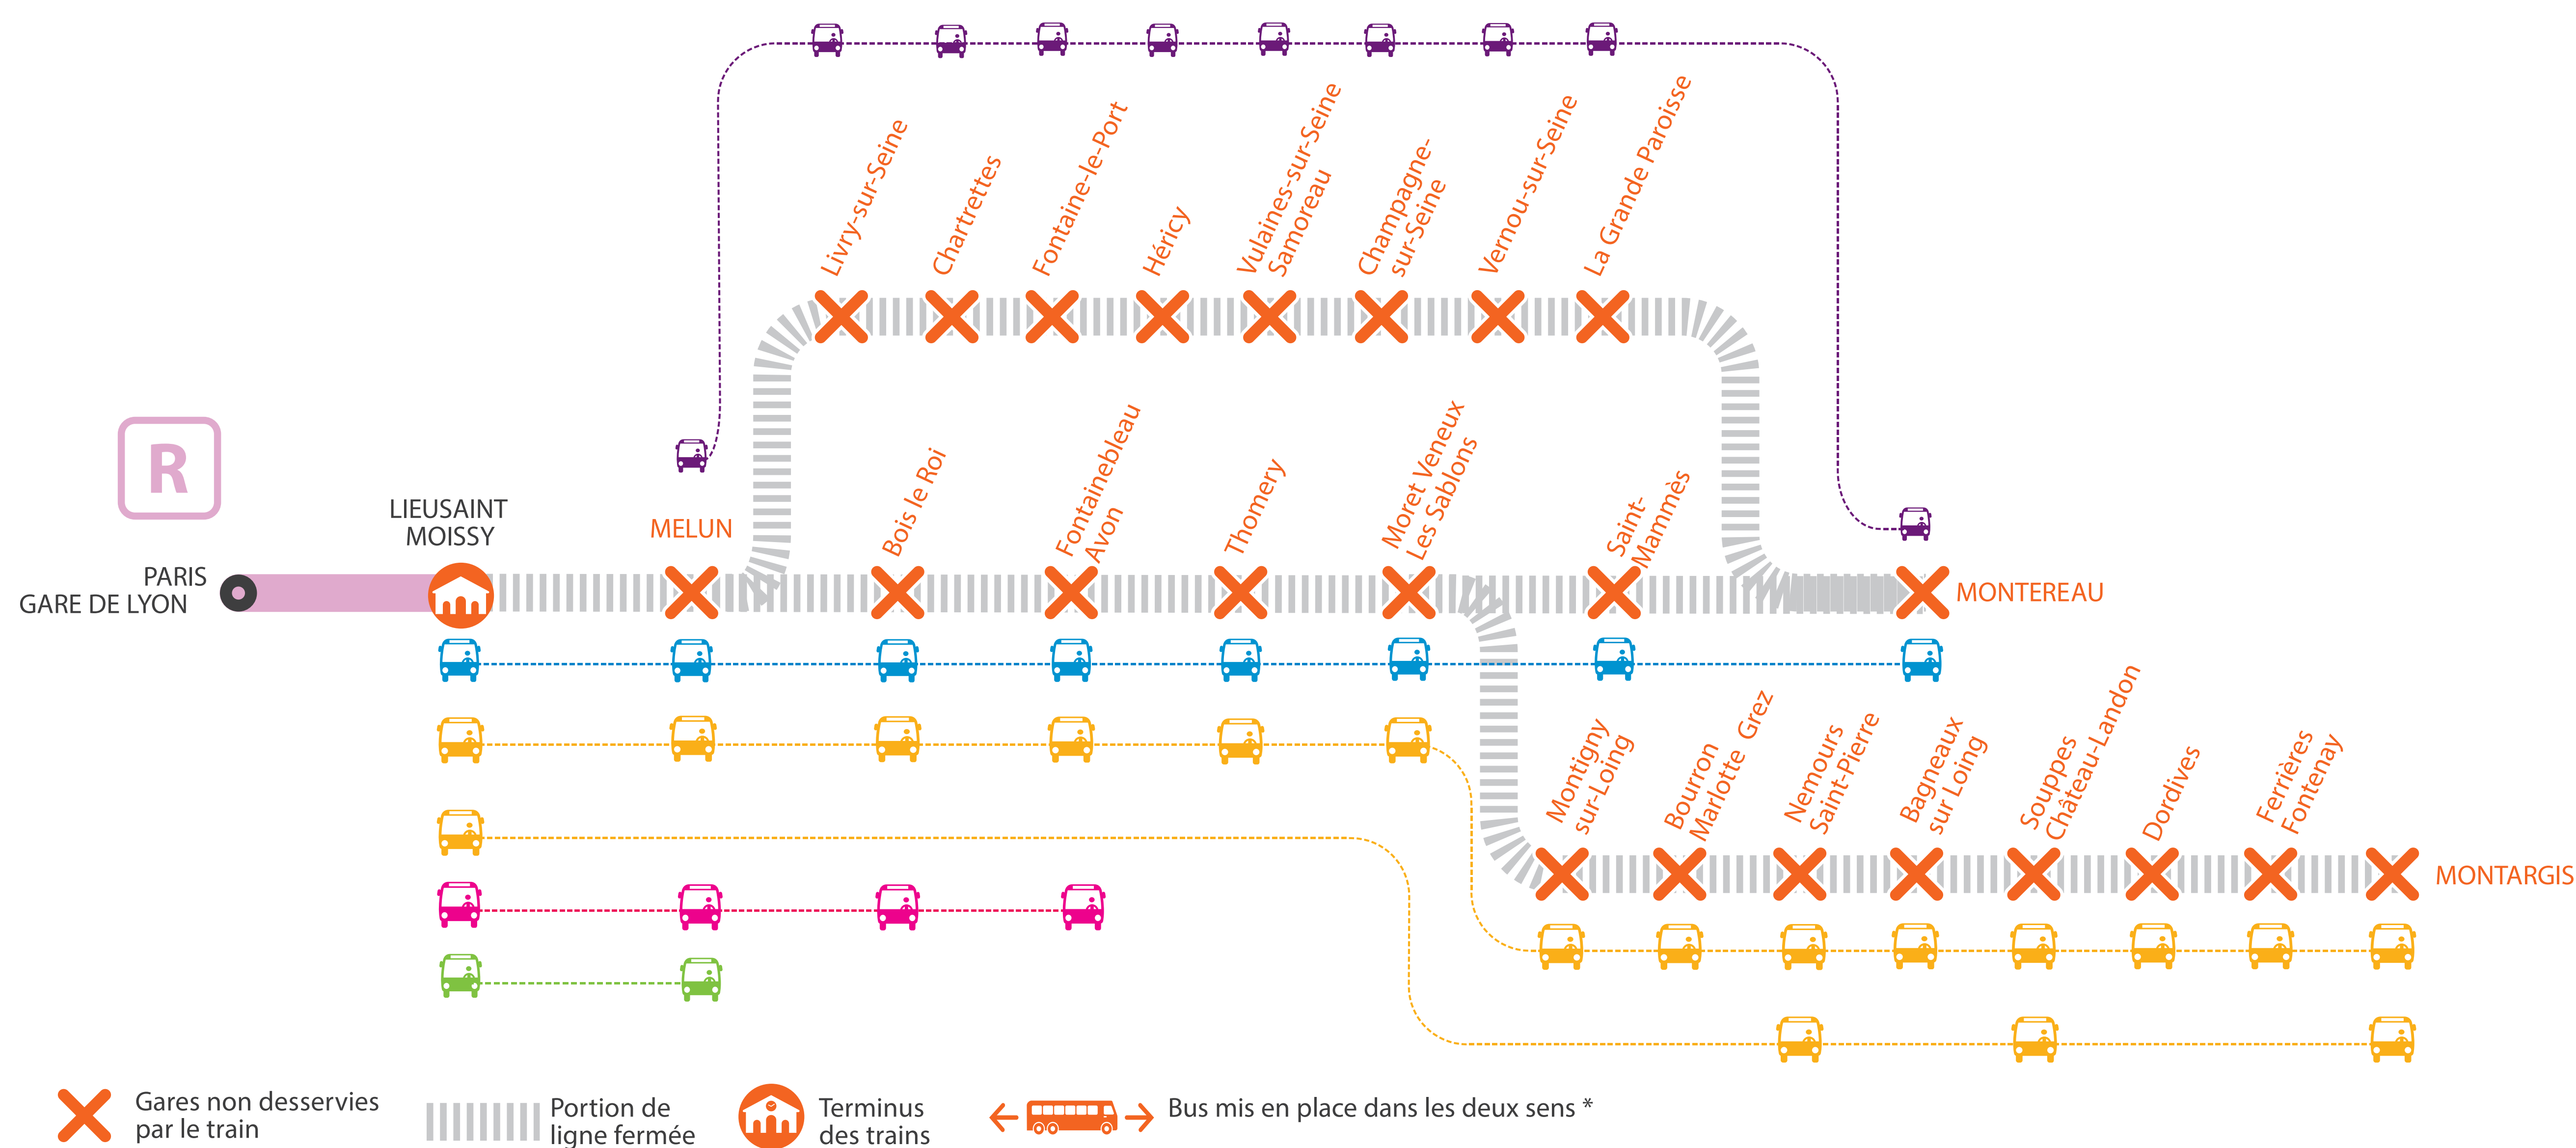 Livry-sur-Seine
Chartrettes
Fontaine-le-Port
Héricy
Vulaines-sur-Seine
Samoreau
Champagne-
sur-Seine
Vernou-sur-Seine
La Grande Paroisse
R
PARIS
GARE DE LYON
LIEUSAINT
MOISSY
MELUN
Bois le Roi
Fontainebleau
Avon
Thomery
Moret Veneux
Les Sablons
Saint-
Mammès
MONTEREAU
Montigny
sur-Loing
Bourron
Marlotte Grez
Nemours
Saint-Pierre
Bagneaux
sur Loing
Souppes
Château-Landon
Dordives
Ferrières
Fontenay
MONTARGIS
Gares non desservies
par le train
Portion de
ligne fermée
Terminus
des trains
Bus mis en place dans les deux sens *